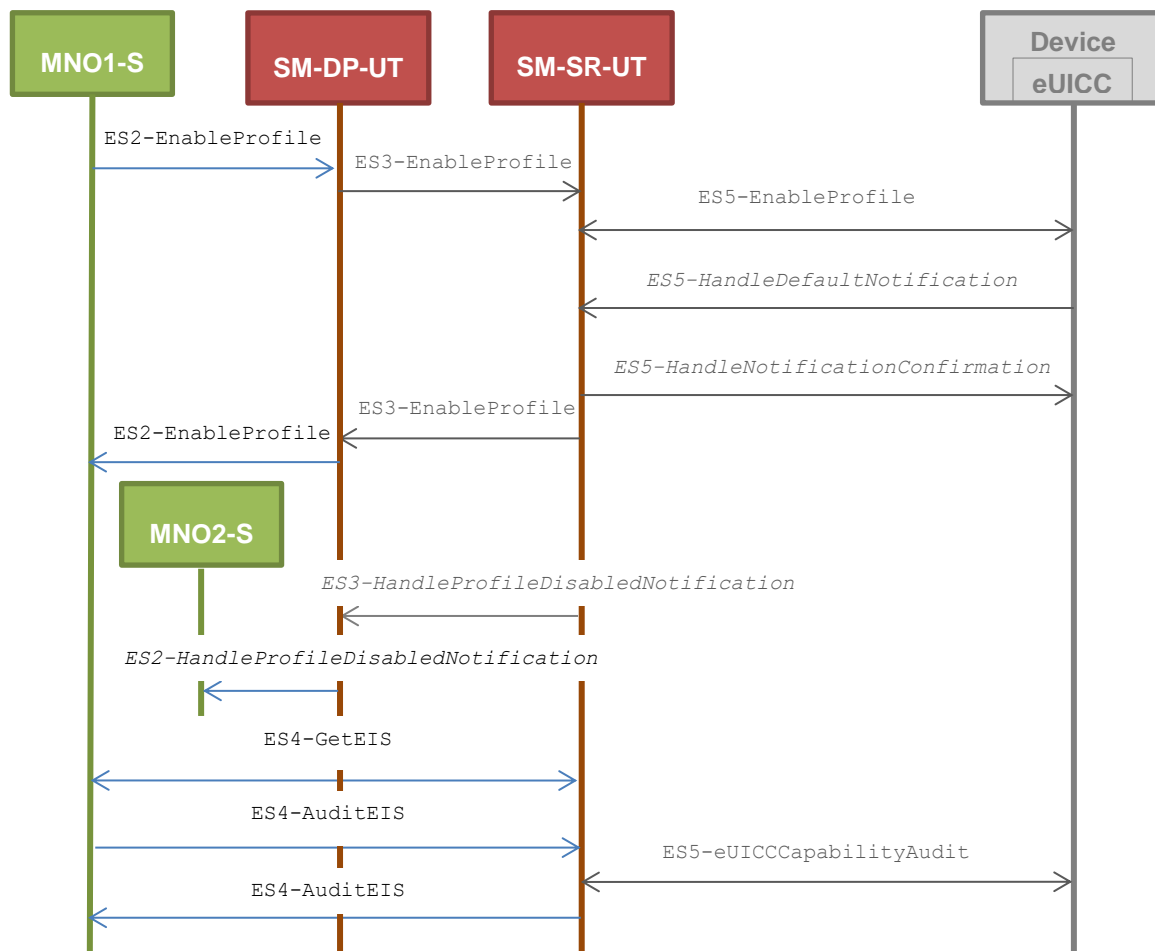 MNO1-S
SM-DP-UT
SM-SR-UT
Device
eUICC
ES2-EnableProfile
ES3-EnableProfile
ES5-EnableProfile
ES5-HandleDefaultNotification
ES5-HandleNotificationConfirmation
ES3-EnableProfile
ES2-EnableProfile
MNO2-S
ES3-HandleProfileDisabledNotification
ES2-HandleProfileDisabledNotification
ES4-GetEIS
ES4-AuditEIS
ES5-eUICCCapabilityAudit
ES4-AuditEIS